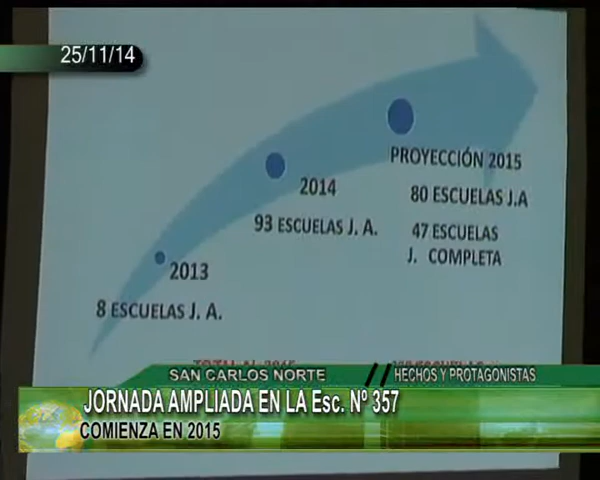 25/11/14
PROYECCIÓN 2015
80 ESCUELAS J.A
47 ESCUELAS
J. COMPLETA
2014
93 ESCUELAS J. A.
2013
8 ESCUELAS J. A.
SAN CARLOS NORTE // HECHOS Y PROTAGONISTAS
JORNADA AMPLIADA EN LA Esc. Nº 357
COMIENZA EN 2015